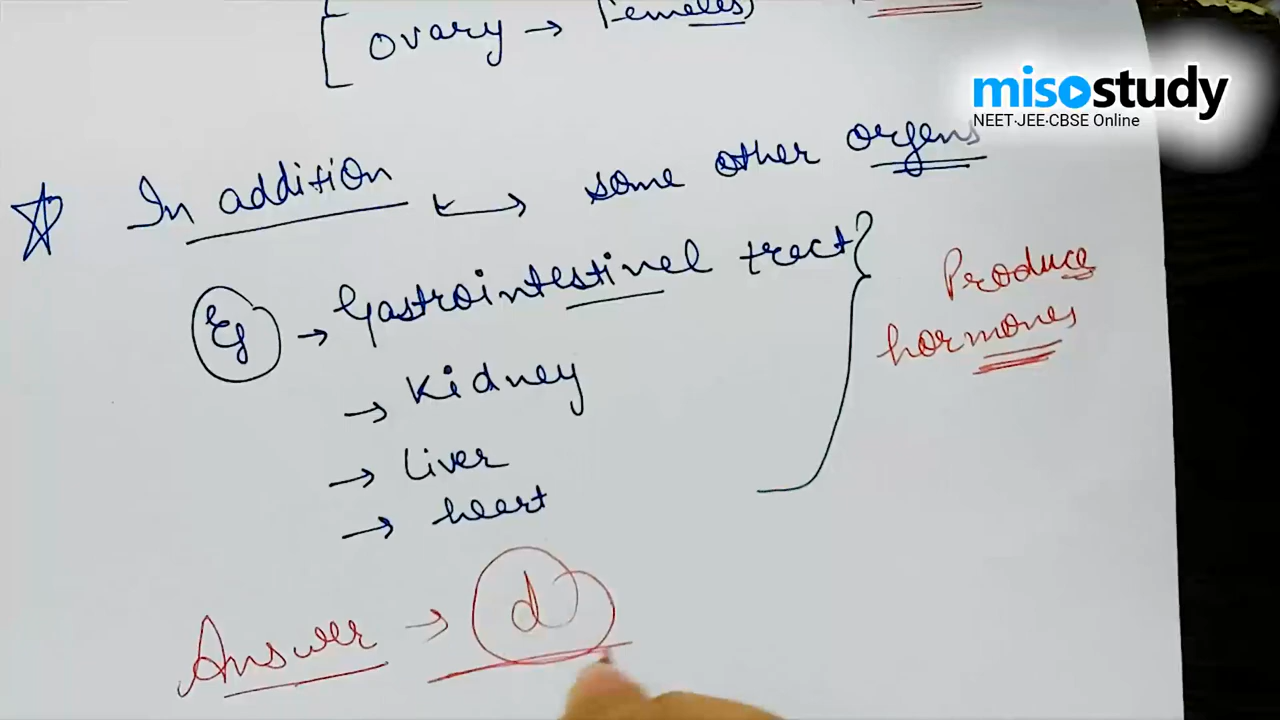 ovary → Females)
misostudy
NEET·JEE·CBSE Online
In addition → some other organs
Eg → Gastrointestinal tract
→ Kidney
→ Liver
→ heart
Produce
hormones
Answer → d